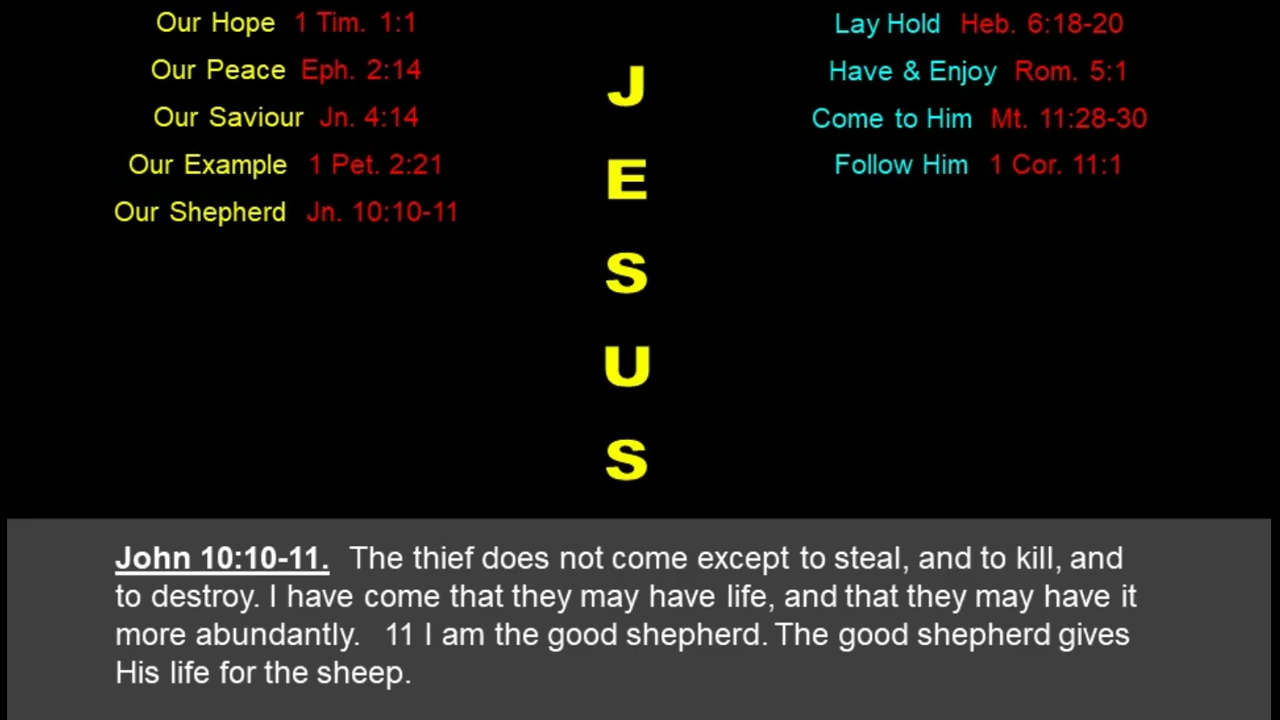 Our Hope 1 Tim. 1:1
Our Peace Eph. 2:14
Our Saviour Jn. 4:14
Our Example 1 Pet. 2:21
Our Shepherd Jn. 10:10-11
J
E
S
U
S
Lay Hold Heb. 6:18-20
Have & Enjoy Rom. 5:1
Come to Him Mt. 11:28-30
Follow Him 1 Cor. 11:1
John 10:10-11. The thief does not come except to steal, and to kill, and
to destroy. I have come that they may have life, and that they may have it
more abundantly. 11 I am the good shepherd. The good shepherd gives
His life for the sheep.